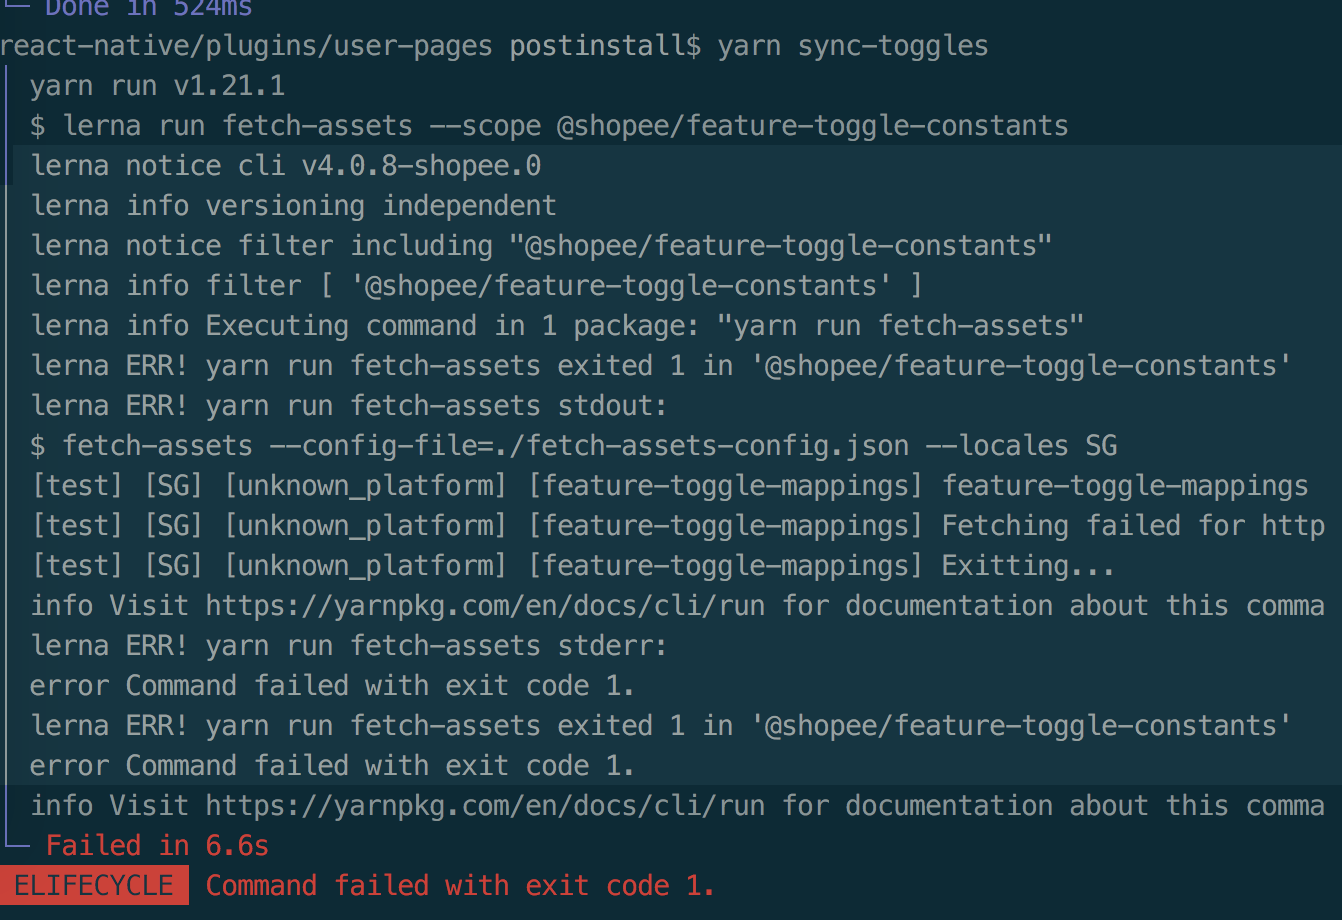 Done in 524ms
react-native/plugins/user-pages postinstall$ yarn sync-toggles
yarn run v1.21.1
$ lerna run fetch-assets --scope @shopee/feature-toggle-constants
lerna notice cli v4.0.8-shopee.0
lerna info versioning independent
lerna notice filter including "@shopee/feature-toggle-constants"
lerna info filter [ '@shopee/feature-toggle-constants' ]
lerna info Executing command in 1 package: "yarn run fetch-assets"
lerna ERR! yarn run fetch-assets exited 1 in '@shopee/feature-toggle-constants'
lerna ERR! yarn run fetch-assets stdout:
$ fetch-assets --config-file=./fetch-assets-config.json --locales SG
[test] [SG] [unknown_platform] [feature-toggle-mappings] feature-toggle-mappings
[test] [SG] [unknown_platform] [feature-toggle-mappings] Fetching failed for http
[test] [SG] [unknown_platform] [feature-toggle-mappings] Exitting...
info Visit https://yarnpkg.com/en/docs/cli/run for documentation about this comma
lerna ERR! yarn run fetch-assets stderr:
error Command failed with exit code 1.
lerna ERR! yarn run fetch-assets exited 1 in '@shopee/feature-toggle-constants'
error Command failed with exit code 1.
info Visit https://yarnpkg.com/en/docs/cli/run for documentation about this comma
Failed in 6.6s
ELIFECYCLE Command failed with exit code 1.